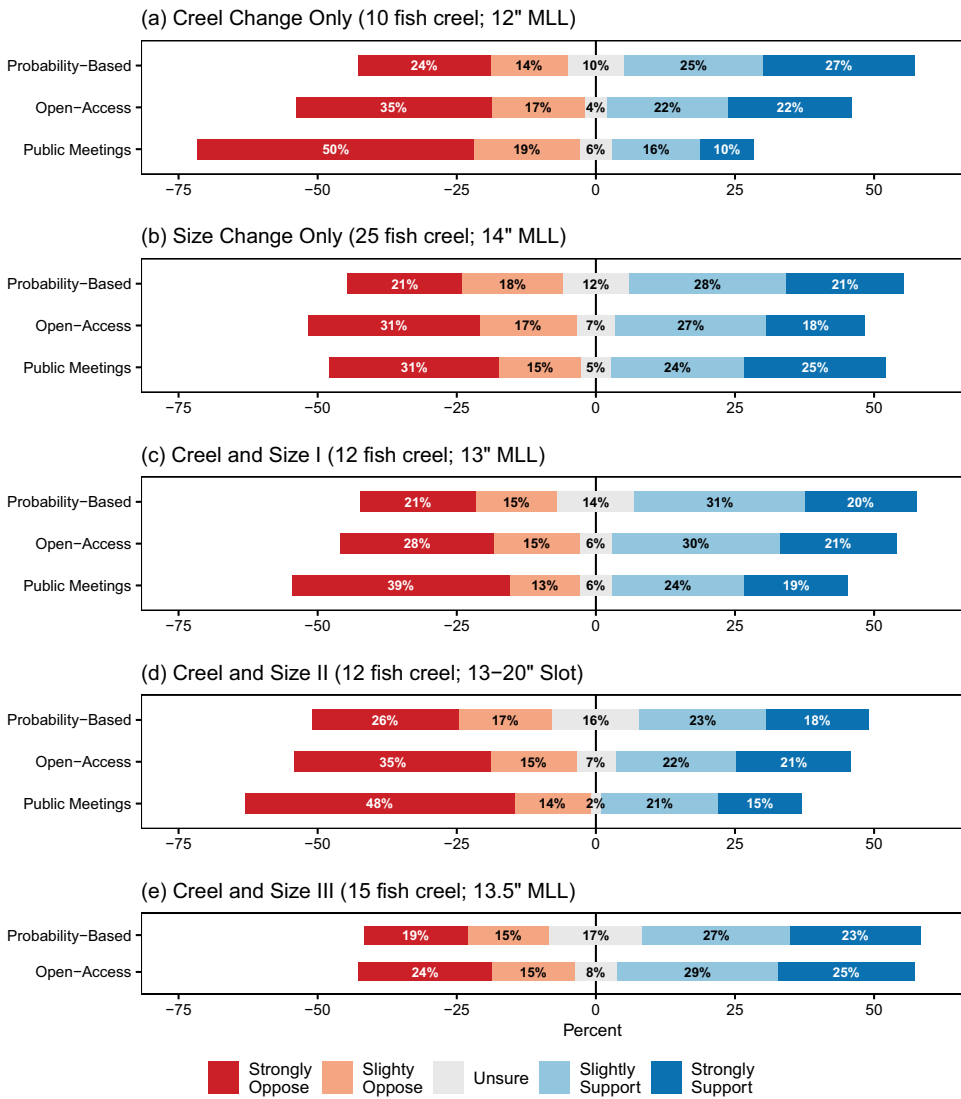 (a) Creel Change Only (10 fish creel; 12" MLL)
Probability−Based 24% 14% 10% 25% 27%
Open−Access 35% 17% 4% 22% 22%
Public Meetings 50% 19% 6% 16% 10%
−75 −50 −25 0 25 50
(b) Size Change Only (25 fish creel; 14" MLL)
Probability−Based 21% 18% 12% 28% 21%
Open−Access 31% 17% 7% 27% 18%
Public Meetings 31% 15% 5% 24% 25%
−75 −50 −25 0 25 50
(c) Creel and Size I (12 fish creel; 13" MLL)
Probability−Based 21% 15% 14% 31% 20%
Open−Access 28% 15% 6% 30% 21%
Public Meetings 39% 13% 6% 24% 19%
−75 −50 −25 0 25 50
(d) Creel and Size II (12 fish creel; 13−20" Slot)
Probability−Based 26% 17% 16% 23% 18%
Open−Access 35% 15% 7% 22% 21%
Public Meetings 48% 14% 2% 21% 15%
−75 −50 −25 0 25 50
(e) Creel and Size III (15 fish creel; 13.5" MLL)
Probability−Based 19% 15% 17% 27% 23%
Open−Access 24% 15% 8% 29% 25%
−75 −50 −25 0 25 50
Percent
Strongly Oppose
Slighty Oppose
Unsure
Slightly Support
Strongly Support